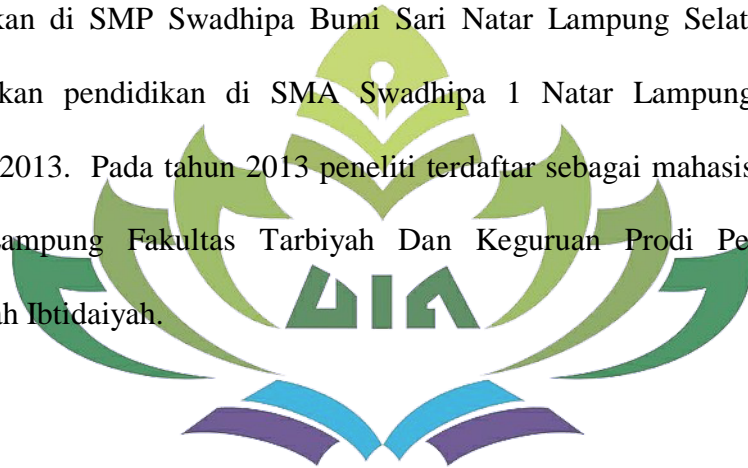 kan di SMP Swadhipa Bumi Sari Natar Lampung Selat
kan pendidikan di SMA Swadhipa 1 Natar Lampung
2013. Pada tahun 2013 peneliti terdaftar sebagai mahasis
ampung Fakultas Tarbiyah Dan Keguruan Prodi Pe
ah Ibtidaiyah.
UIN